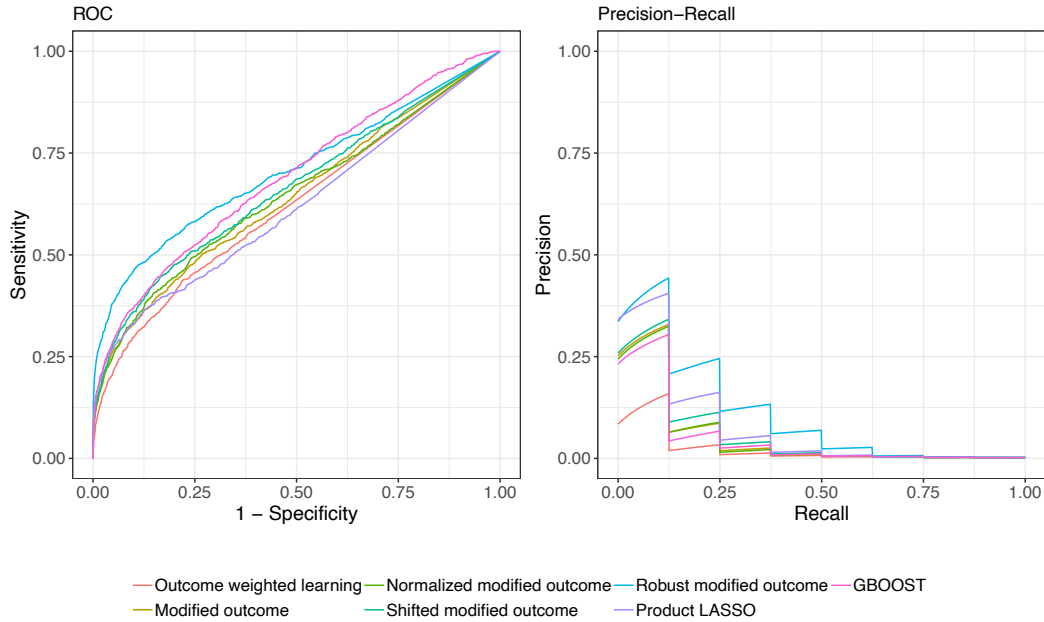 ROC
1.00
0.75
0.50
0.25
0.00
Sensitivity
0.00 0.25 0.50 0.75 1.00
1 − Specificity
Precision−Recall
1.00
0.75
0.50
0.25
0.00
Precision
0.00 0.25 0.50 0.75 1.00
Recall
Outcome weighted learning Normalized modified outcome Robust modified outcome GBOOST
Modified outcome Shifted modified outcome Product LASSO